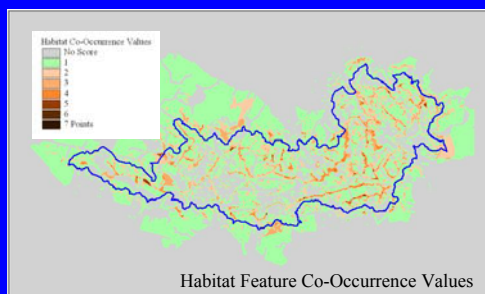 Habitat Co-Occurrence Values
No Score
1
2
3
4
5
6
7 Points
Habitat Feature Co-Occurrence Values